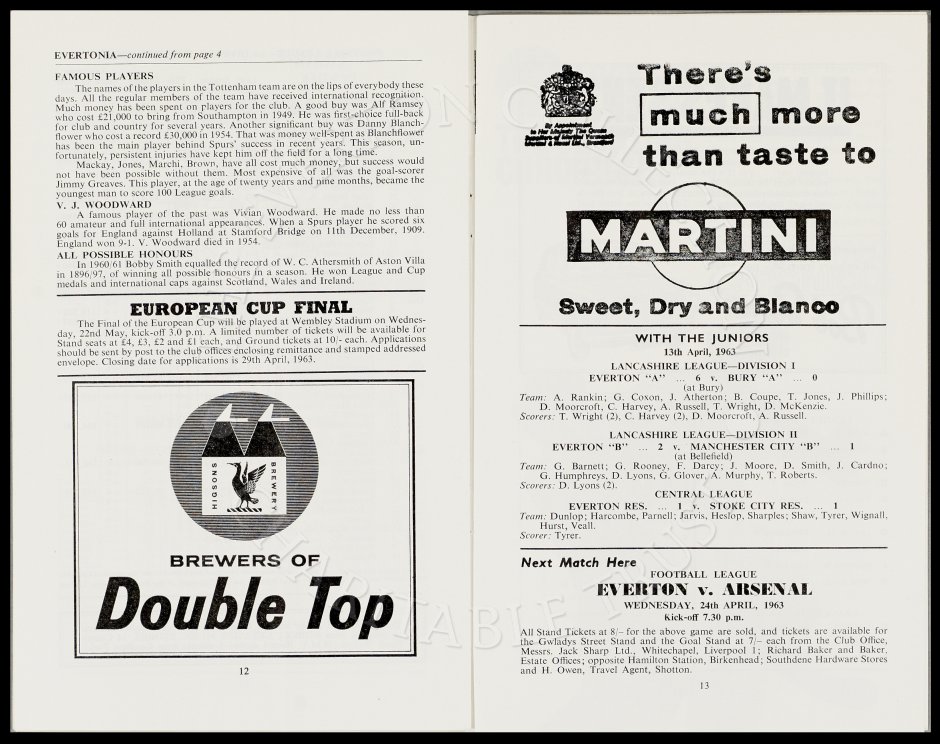 EVERTONIA—continued from page 4
FAMOUS PLAYERS
The names of the players in the Tottenham team are on the lips of everybody these
days. All the regular members of the team have received international recognition.
Much money has been spent on players for the club. A good buy was Alf Ramsey
who cost £21,000 to bring from Southampton in 1949. He was first-choice full-back
for club and country for several years. Another significant buy was Danny Blanch-
flower who cost a record £30,000 in 1954. That was money well-spent as Blanchflower
has been the main player behind Spurs' success in recent years. This season, un-
fortunately, persistent injuries have kept him off the field for a long time.
Mackay, Jones, Marchi, Brown, have all cost much money, but success would
not have been possible without them. Most expensive of all was the goal-scorer
Jimmy Greaves. This player, at the age of twenty years and nine months, became the
youngest man to score 100 League goals.
V. J. WOODWARD
A famous player of the past was Vivian Woodward. He made no less than
60 amateur and full international appearances. When a Spurs player he scored six
goals for England against Holland at Stamford Bridge on 11th December, 1909.
England won 9-1. V. Woodward died in 1954.
ALL POSSIBLE HONOURS
In 1960/61 Bobby Smith equalled the record of W. C. Athersmith of Aston Villa
in 1896/97, of winning all possible honours in a season. He won League and Cup
medals and international caps against Scotland, Wales and Ireland.
EUROPEAN CUP FINAL
The Final of the European Cup will be played at Wembley Stadium on Wednes-
day, 22nd May, kick-off 3.0 p.m. A limited number of tickets will be available for
Stand seats at £4, £3, £2 and £1 each, and Ground tickets at 10/- each. Applications
should be sent by post to the club offices enclosing remittance and stamped addressed
envelope. Closing date for applications is 29th April, 1963.
HIGSONS
BREWERY
BREWERS OF
Double Top
12
By Appointment
to Her Majesty The Queen
There's
much more
than taste to
MARTINI
Sweet, Dry and Bianco
WITH THE JUNIORS
13th April, 1963
LANCASHIRE LEAGUE—DIVISION I
EVERTON "A" ... 6 v. BURY "A" ... 0
(at Bury)
Team: A. Rankin; G. Coxon, J. Atherton; B. Coupe, T. Jones, J. Phillips;
D. Moorcroft, C. Harvey, A. Russell, T. Wright, D. McKenzie.
Scorers: T. Wright (2), C. Harvey (2), D. Moorcroft, A. Russell.
LANCASHIRE LEAGUE—DIVISION II
EVERTON "B" ... 2 v. MANCHESTER CITY "B" ... 1
(at Bellefield)
Team: G. Barnett; G. Rooney, F. Darcy; J. Moore, D. Smith, J. Cardno;
G. Humphreys, D. Lyons, G. Glover, A. Murphy, T. Roberts.
Scorers: D. Lyons (2).
CENTRAL LEAGUE
EVERTON RES. ... 1 v. STOKE CITY RES. ... 1
Team: Dunlop; Harcombe, Parnell; Jarvis, Heslop, Sharples; Shaw, Tyrer, Wignall,
Hurst, Veall.
Scorer: Tyrer.
Next Match Here
FOOTBALL LEAGUE
EVERTON v. ARSENAL
WEDNESDAY, 24th APRIL, 1963
Kick-off 7.30 p.m.
All Stand Tickets at 8/- for the above game are sold, and tickets are available for
the Gwladys Street Stand and the Goal Stand at 7/- each from the Club Office,
Messrs. Jack Sharp Ltd., Whitechapel, Liverpool 1; Richard Baker and Baker,
Estate Offices; opposite Hamilton Station, Birkenhead; Southdene Hardware Stores
and H. Owen, Travel Agent, Shotton.
13